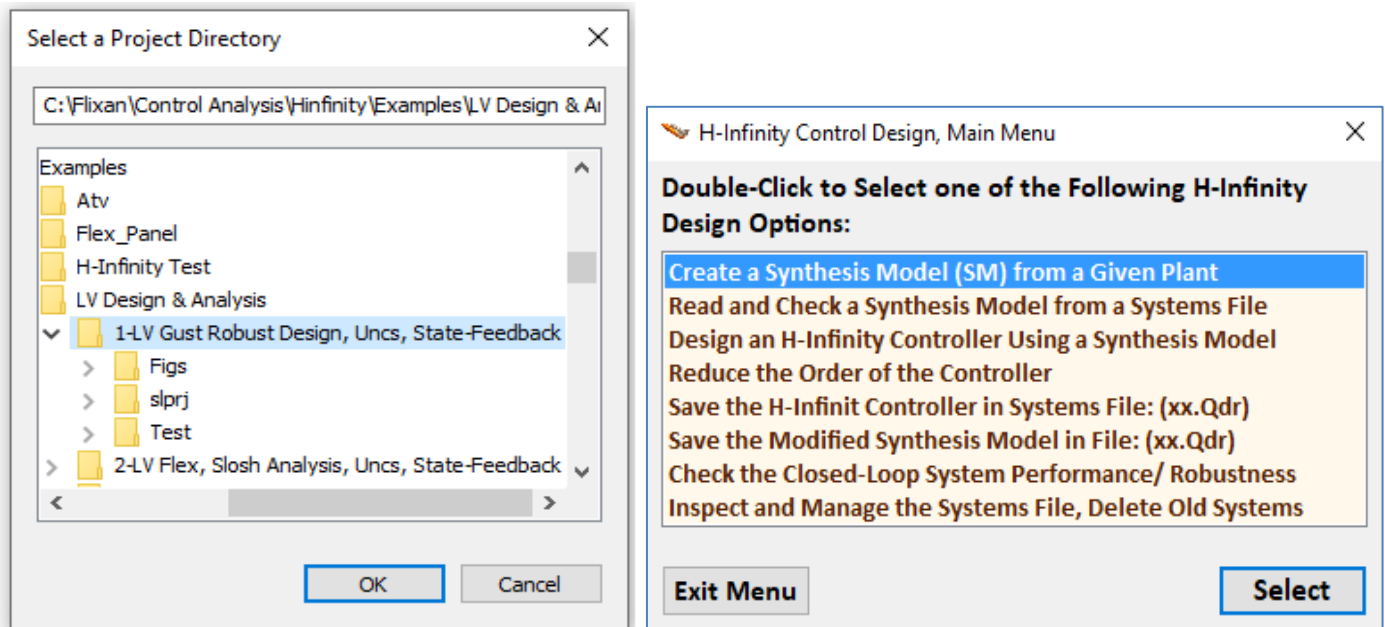 Select a Project Directory
C:\Flixan\Control Analysis\Hinfinity\Examples\LV Design & A
Examples
Atv
Flex_Panel
H-Infinity Test
LV Design & Analysis
1-LV Gust Robust Design, Uncs, State-Feedback
Figs
slprj
Test
2-LV Flex, Slosh Analysis, Uncs, State-Feedback
OK
Cancel
H-Infinity Control Design, Main Menu
Double-Click to Select one of the Following H-Infinity
Design Options:
Create a Synthesis Model (SM) from a Given Plant
Read and Check a Synthesis Model from a Systems File
Design an H-Infinity Controller Using a Synthesis Model
Reduce the Order of the Controller
Save the H-Infinit Controller in Systems File: (xx.Qdr)
Save the Modified Synthesis Model in File: (xx.Qdr)
Check the Closed-Loop System Performance/ Robustness
Inspect and Manage the Systems File, Delete Old Systems
Exit Menu
Select